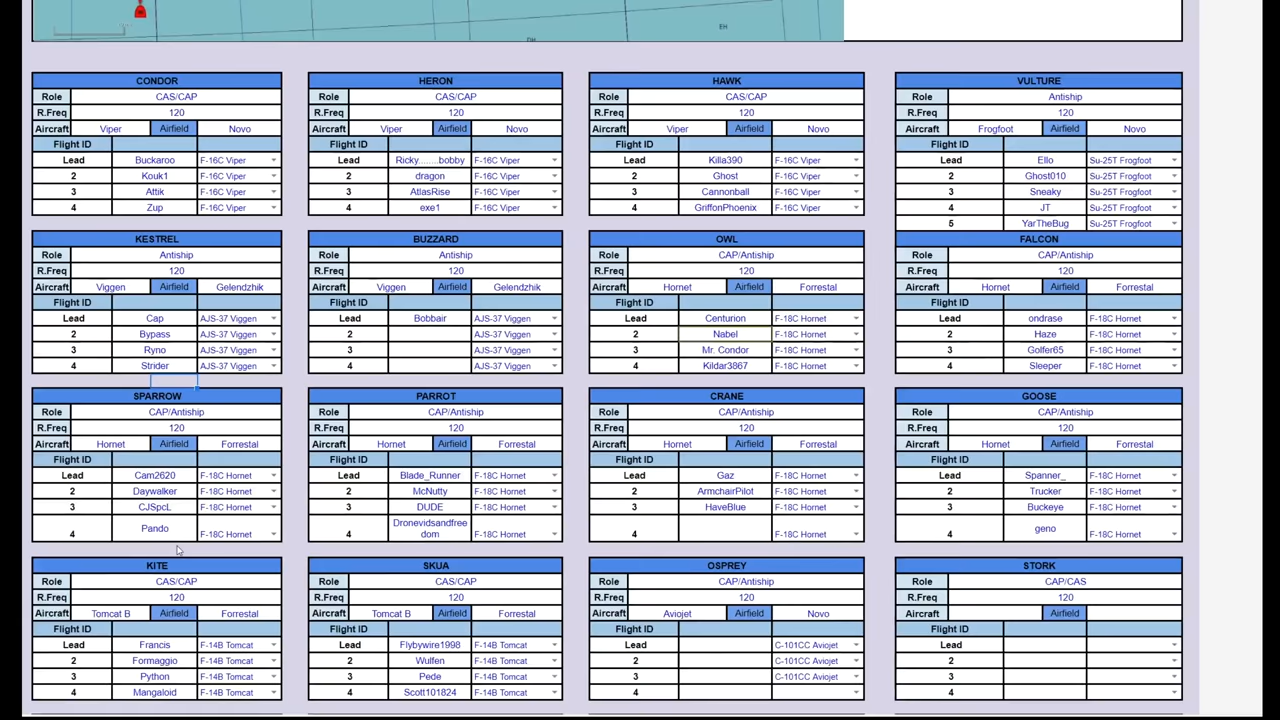 EH
CONDOR HERON HAWK VULTURE
Role CAS/CAP Role CAS/CAP Role CAS/CAP Role Antiship
R.Freq 120 R.Freq 120 R.Freq 120 R.Freq 120
Aircraft Viper Airfield Novo Aircraft Viper Airfield Novo Aircraft Viper Airfield Novo Aircraft Frogfoot Airfield Novo
Flight ID Flight ID Flight ID Flight ID
Lead Buckaroo F-16C Viper Lead Ricky.......bobby F-16C Viper Lead Killa390 F-16C Viper Lead Ello Su-25T Frogfoot
2 Kouk1 F-16C Viper 2 dragon F-16C Viper 2 Ghost F-16C Viper 2 Ghost010 Su-25T Frogfoot
3 Attik F-16C Viper 3 AtlasRise F-16C Viper 3 Cannonball F-16C Viper 3 Sneaky Su-25T Frogfoot
4 Zup F-16C Viper 4 exe1 F-16C Viper 4 GriffonPhoenix F-16C Viper 4 JT Su-25T Frogfoot
5 YarTheBug Su-25T Frogfoot
KESTREL BUZZARD OWL FALCON
Role Antiship Role Antiship Role CAP/Antiship Role CAP/Antiship
R.Freq 120 R.Freq 120 R.Freq 120 R.Freq 120
Aircraft Viggen Airfield Gelendzhik Aircraft Viggen Airfield Gelendzhik Aircraft Hornet Airfield Forrestal Aircraft Hornet Airfield Forrestal
Flight ID Flight ID Flight ID Flight ID
Lead Cap AJS-37 Viggen Lead Bobbair AJS-37 Viggen Lead Centurion F-18C Hornet Lead ondrase F-18C Hornet
2 Bypass AJS-37 Viggen 2 AJS-37 Viggen 2 Nabel F-18C Hornet 2 Haze F-18C Hornet
3 Ryno AJS-37 Viggen 3 AJS-37 Viggen 3 Mr. Condor F-18C Hornet 3 Golfer65 F-18C Hornet
4 Strider AJS-37 Viggen 4 AJS-37 Viggen 4 Kildar3867 F-18C Hornet 4 Sleeper F-18C Hornet
SPARROW PARROT CRANE GOOSE
Role CAP/Antiship Role CAP/Antiship Role CAP/Antiship Role CAP/Antiship
R.Freq 120 R.Freq 120 R.Freq 120 R.Freq 120
Aircraft Hornet Airfield Forrestal Aircraft Hornet Airfield Forrestal Aircraft Hornet Airfield Forrestal Aircraft Hornet Airfield Forrestal
Flight ID Flight ID Flight ID Flight ID
Lead Cam2620 F-18C Hornet Lead Blade_Runner F-18C Hornet Lead Gaz F-18C Hornet Lead Spanner_ F-18C Hornet
2 Daywalker F-18C Hornet 2 McNutty F-18C Hornet 2 ArmchairPilot F-18C Hornet 2 Trucker F-18C Hornet
3 CJSpcL F-18C Hornet 3 DUDE F-18C Hornet 3 HaveBlue F-18C Hornet 3 Buckeye F-18C Hornet
4 Pando F-18C Hornet 4 Dronevidsandfree F-18C Hornet 4 F-18C Hornet 4 geno F-18C Hornet
dom
KITE SKUA OSPREY STORK
Role CAS/CAP Role CAS/CAP Role CAP/Antiship Role CAP/CAS
R.Freq 120 R.Freq 120 R.Freq 120 R.Freq 120
Aircraft Tomcat B Airfield Forrestal Aircraft Tomcat B Airfield Forrestal Aircraft Aviojet Airfield Novo Aircraft Airfield
Flight ID Flight ID Flight ID Flight ID
Lead Francis F-14B Tomcat Lead Flybywire1998 F-14B Tomcat Lead C-101CC Aviojet Lead
2 Formaggio F-14B Tomcat 2 Wulfen F-14B Tomcat 2 C-101CC Aviojet 2
3 Python F-14B Tomcat 3 Pede F-14B Tomcat 3 C-101CC Aviojet 3
4 Mangaloid F-14B Tomcat 4 Scott101824 F-14B Tomcat 4 4